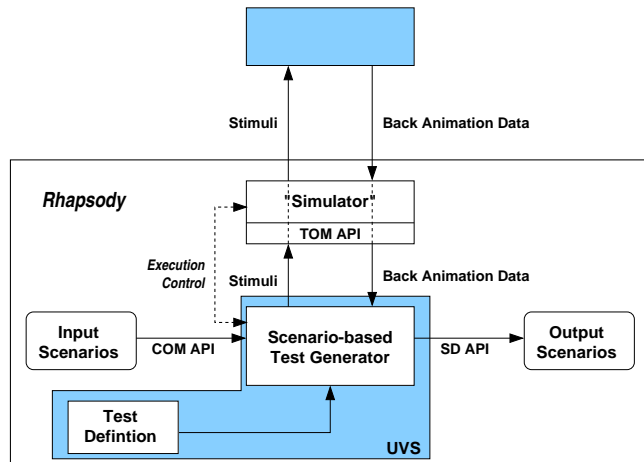 Stimuli
Back Animation Data
Rhapsody
"Simulator"
TOM API
Execution
Control
Stimuli
Back Animation Data
Input
Scenarios
COM API
Scenario-based
Test Generator
SD API
Output
Scenarios
Test
Defintion
UVS